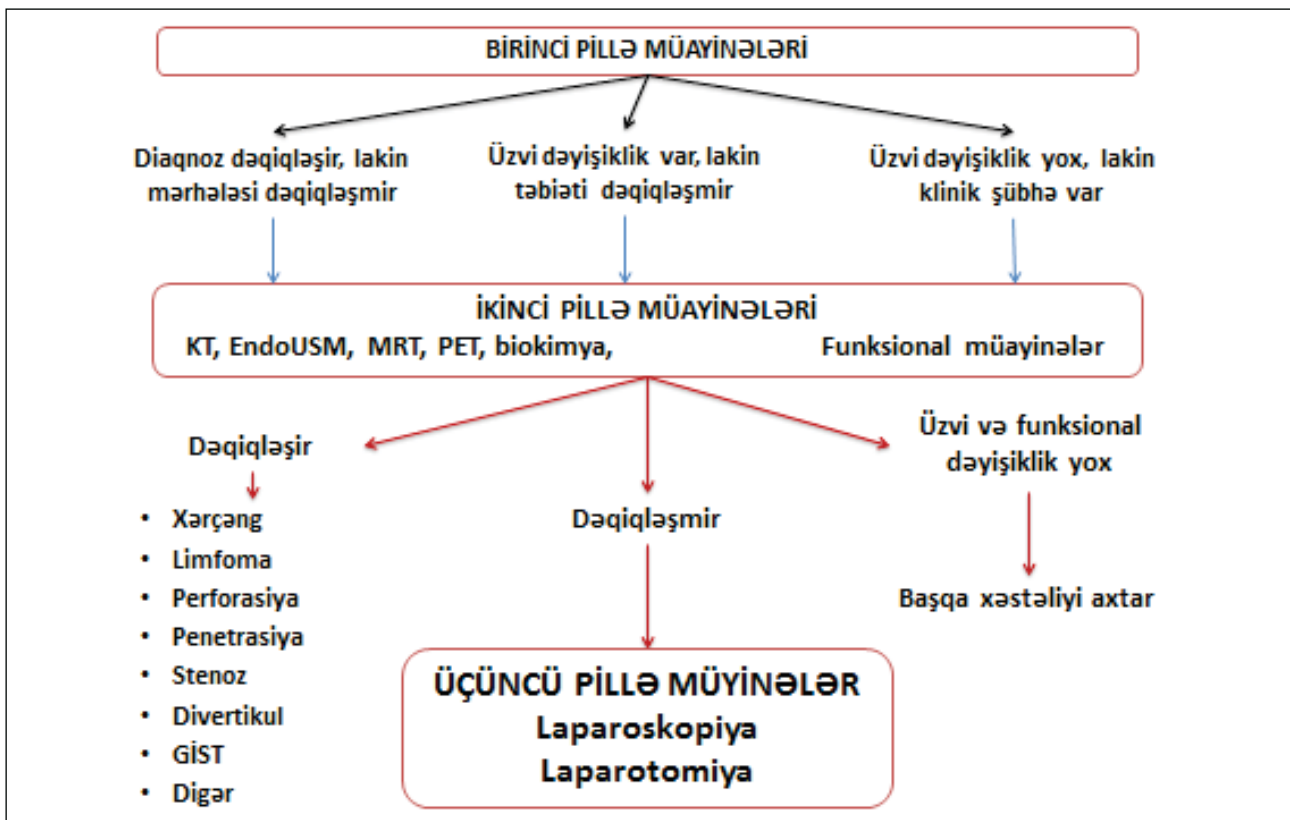 BİRİNCİ PİLLƏ MÜAYİNƏLƏRİ
Diaqnoz dəqiqləşir, lakin
mərhələsi dəqiqləşmir
Üzvi dəyişiklik var, lakin
təbiəti dəqiqləşmir
Üzvi dəyişiklik yox, lakin
klinik şübhə var
İKİNCİ PİLLƏ MÜAYİNƏLƏRİ
KT, EndoUSM, MRT, PET, biokimya, Funksional müayinələr
Dəqiqləşir
• Xərçəng
• Limfoma
• Perforasiya
• Penetrasiya
• Stenoz
• Divertikul
• GİST
• Digər
Dəqiqləşmir
ÜÇÜNCÜ PİLLƏ MÜYİNƏLƏR
Laparoskopiya
Laparotomiya
Üzvi və funksional
dəyişiklik yox
Başqa xəstəliyi axtar